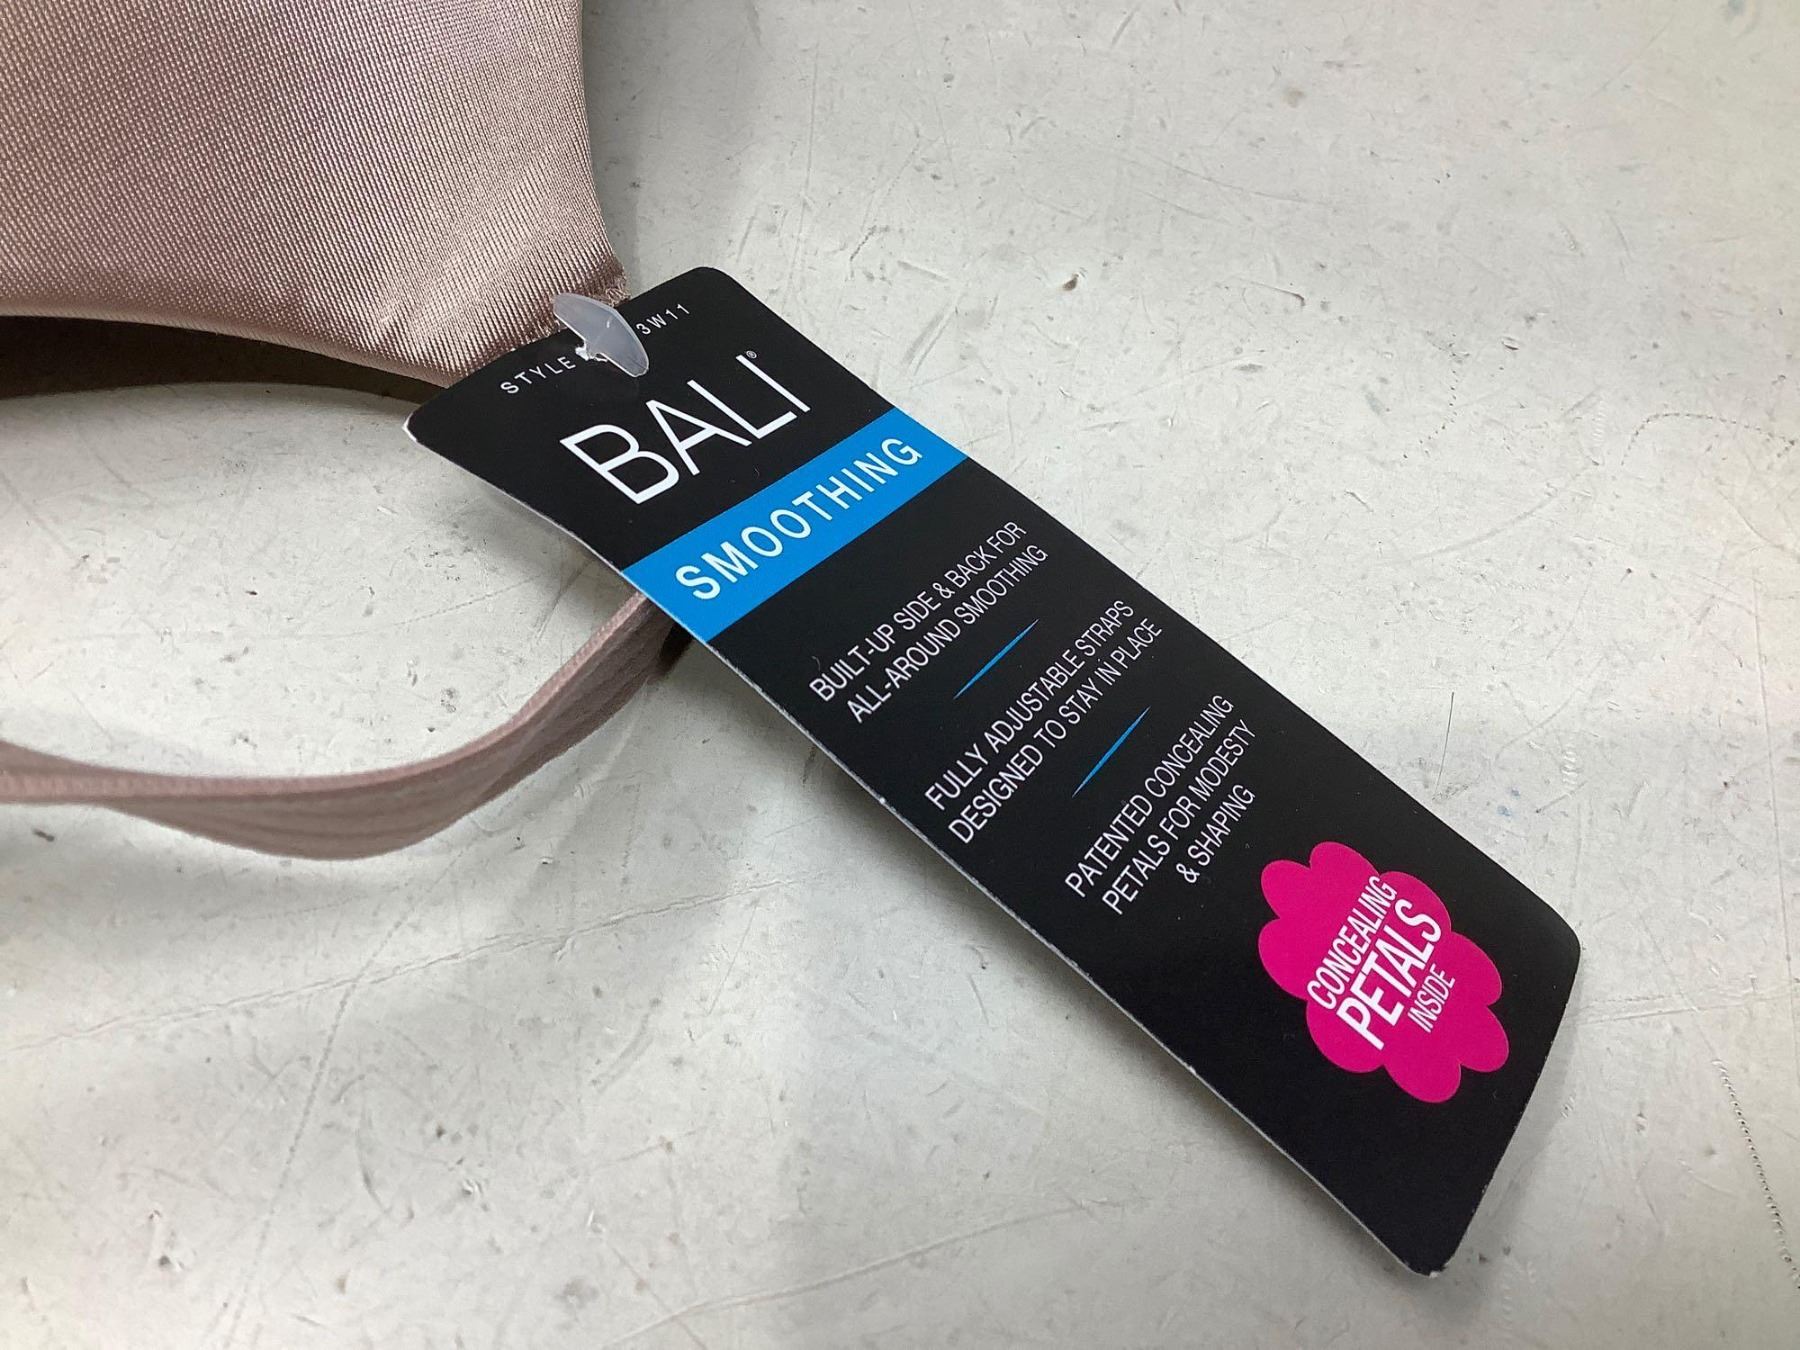 STYLE 3W11
BALI®
SMOOTHING
BUILT-UP SIDE & BACK FOR
ALL-AROUND SMOOTHING
FULLY ADJUSTABLE STRAPS
DESIGNED TO STAY IN PLACE
PATENTED CONCEALING
PETALS FOR MODESTY
& SHAPING
CONCEALING
PETALS
INSIDE